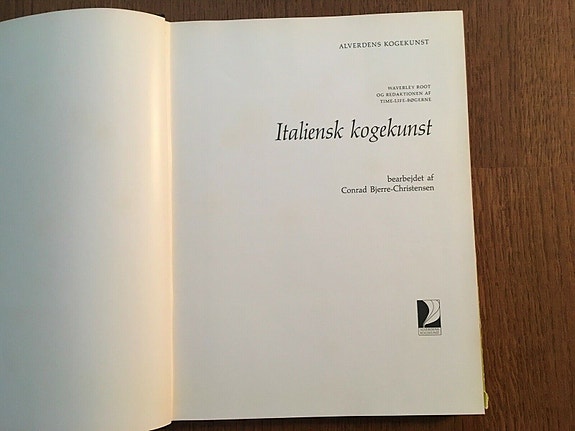 ALVERDENS KOGEKUNST
WAVERLEY ROOT
OG REDAKTIONEN AF
TIME-LIFE-BØGERNE
Italiensk kogekunst
bearbejdet af
Conrad Bjerre-Christensen